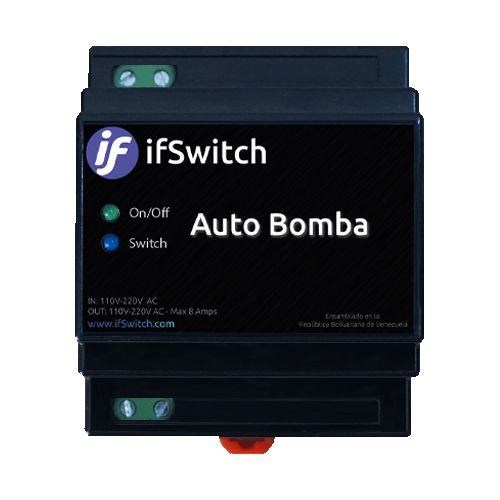 if ifSwitch
On/Off
Auto Bomba
Switch
IN: 110V-220V AC
OUT: 110V-220V AC - Max 8 Amps
www.ifSwitch.com
Ensamblado en la
República Bolivariana de Venezuela